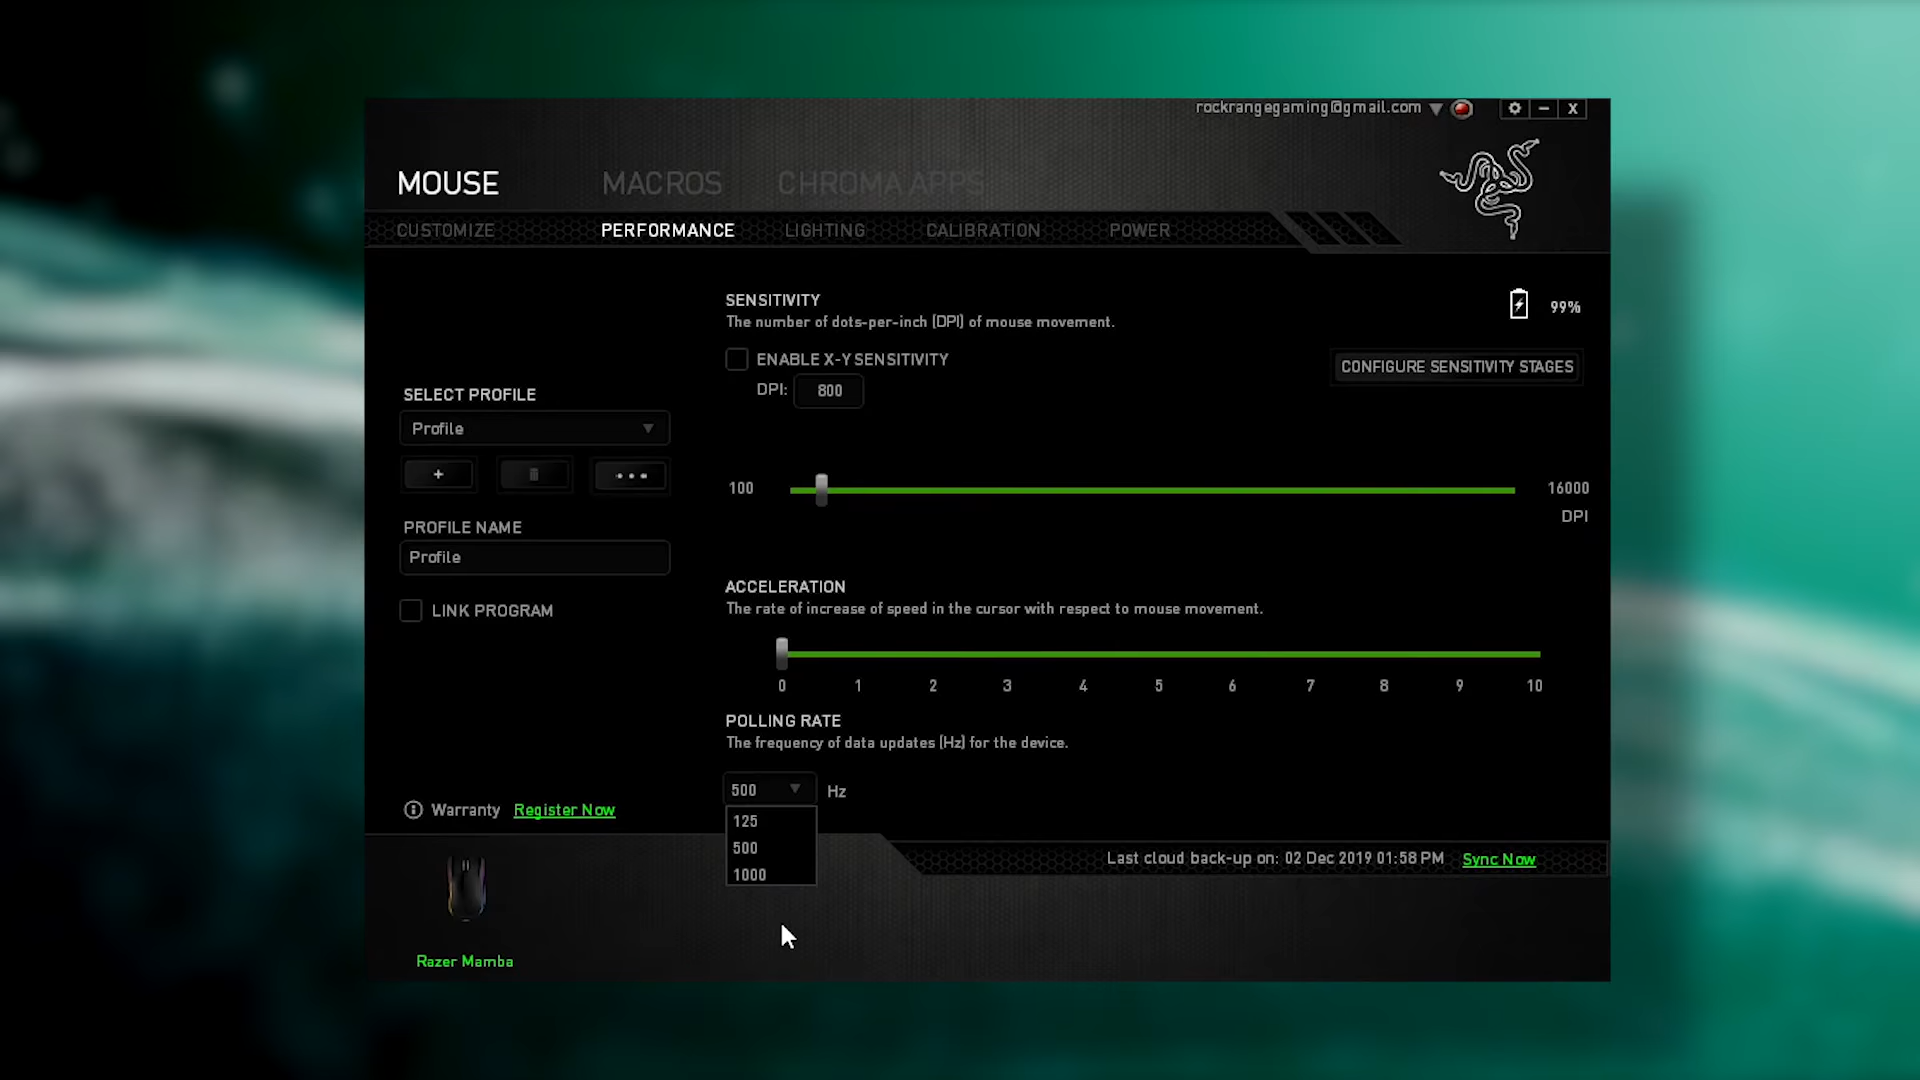 rockrangegaming@gmail.com
MOUSE MACROS CHROMA APPS
CUSTOMIZE PERFORMANCE LIGHTING CALIBRATION POWER
SENSITIVITY
The number of dots-per-inch (DPI) of mouse movement.
99%
ENABLE X-Y SENSITIVITY
CONFIGURE SENSITIVITY STAGES
DPI: 800
SELECT PROFILE
Profile
+
100
16000
DPI
PROFILE NAME
Profile
LINK PROGRAM
ACCELERATION
The rate of increase of speed in the cursor with respect to mouse movement.
0 1 2 3 4 5 6 7 8 9 10
POLLING RATE
The frequency of data updates (Hz) for the device.
500 Hz
125
500
1000
Warranty Register Now
Last cloud back-up on: 02 Dec 2019 01:58 PM Sync Now
Razer Mamba